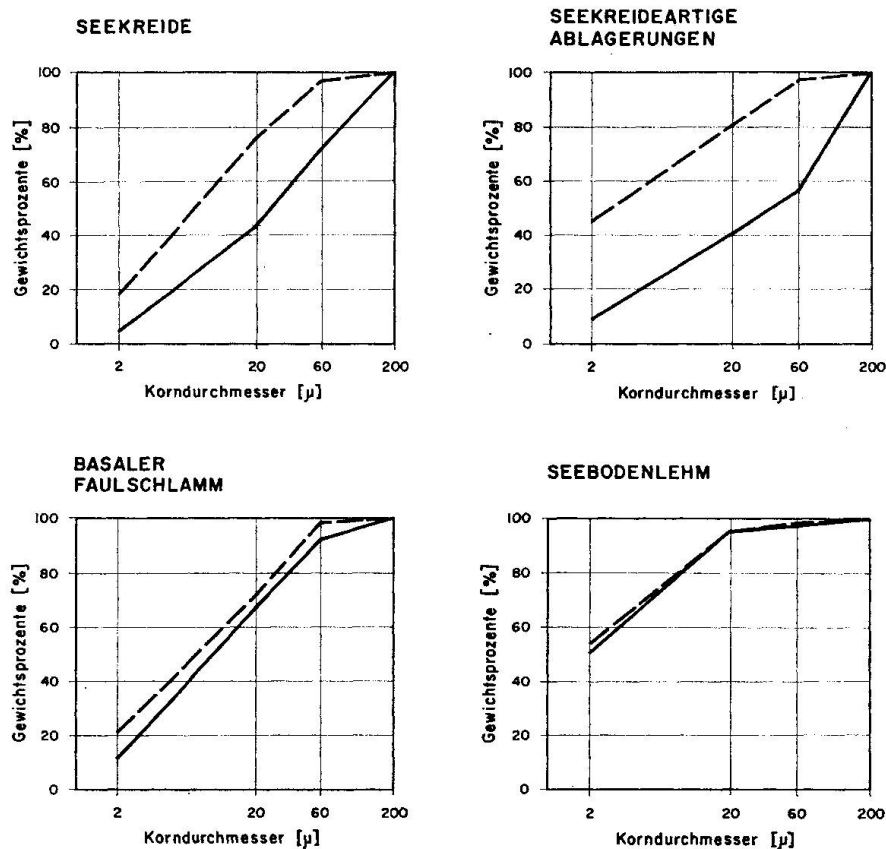 SEEKREIDE
Gewichtsprozente [%]
100
80
60
40
20
0
2 20 60 200
Korndurchmesser [µ]
SEEKREIDEARTIGE
ABLAGERUNGEN
Gewichtsprozente [%]
100
80
60
40
20
0
2 20 60 200
Korndurchmesser [µ]
BASALER
FAULSCHLAMM
Gewichtsprozente [%]
100
80
60
40
20
0
2 20 60 200
Korndurchmesser [µ]
SEEBODENLEHM
Gewichtsprozente [%]
100
80
60
40
20
0
2 20 60 200
Korndurchmesser [µ]